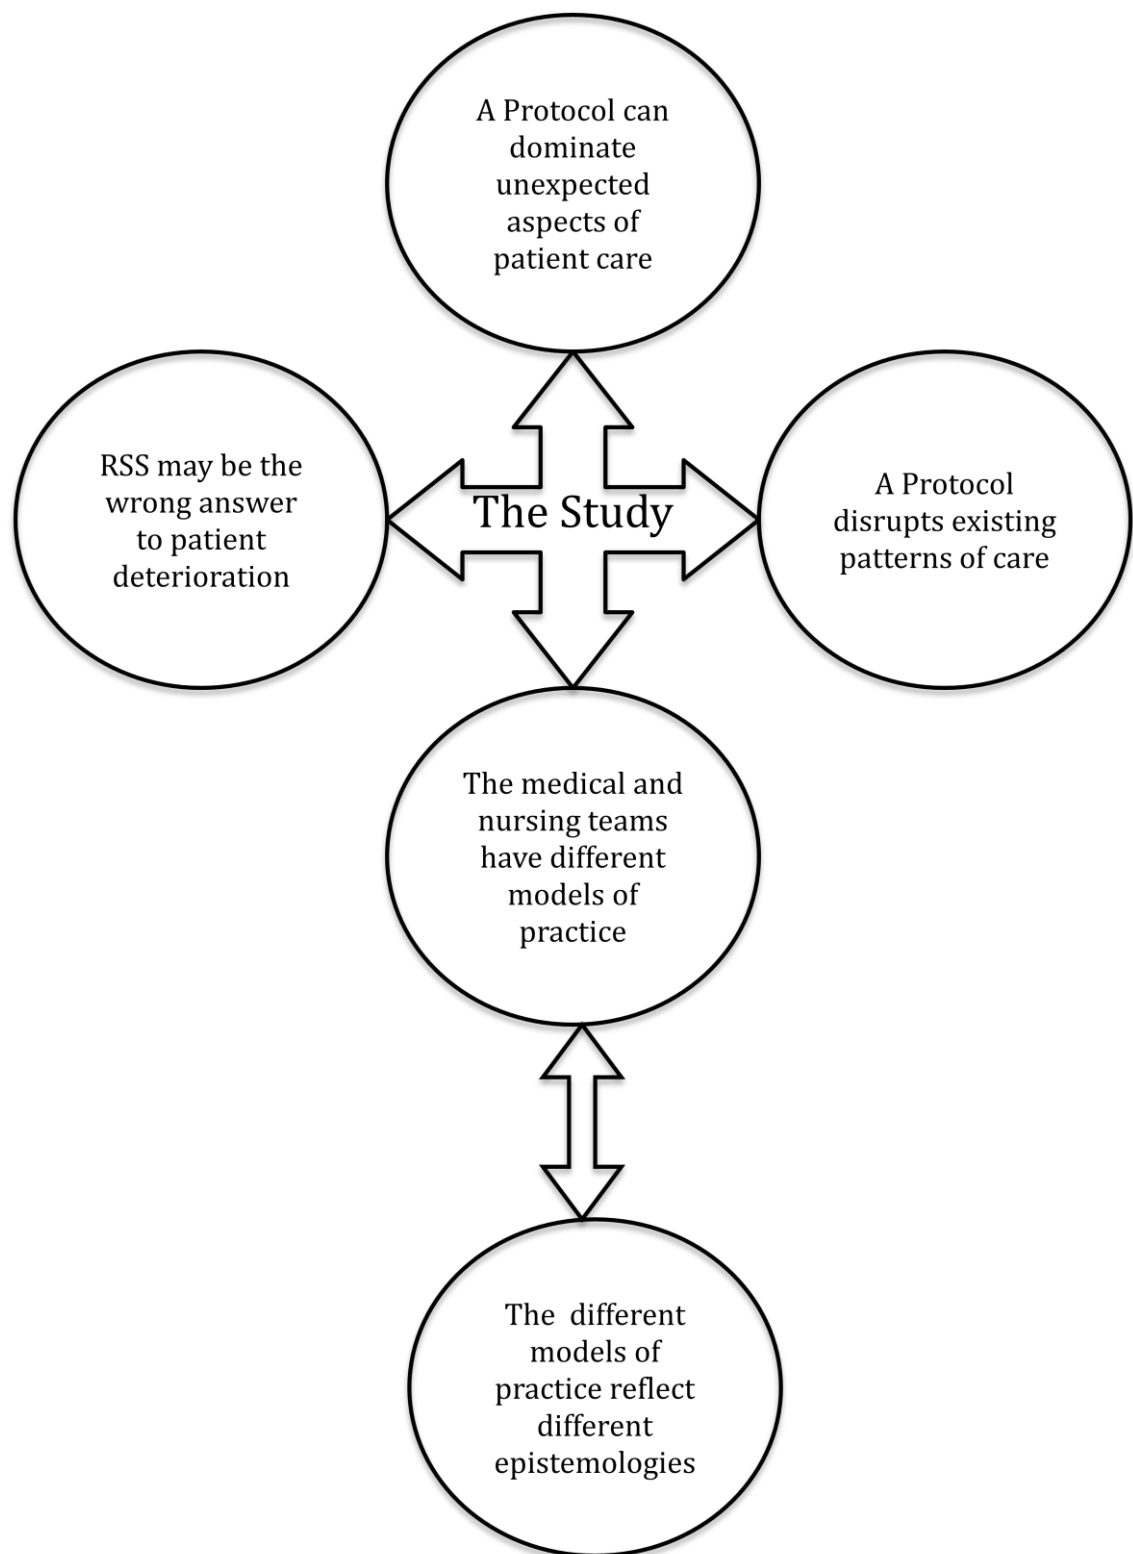 A Protocol can
dominate
unexpected
aspects of
patient care
RSS may be the
wrong answer
to patient
deterioration
The Study
A Protocol
disrupts existing
patterns of care
The medical and
nursing teams
have different
models of
practice
The  different
models of
practice reflect
different
epistemologies